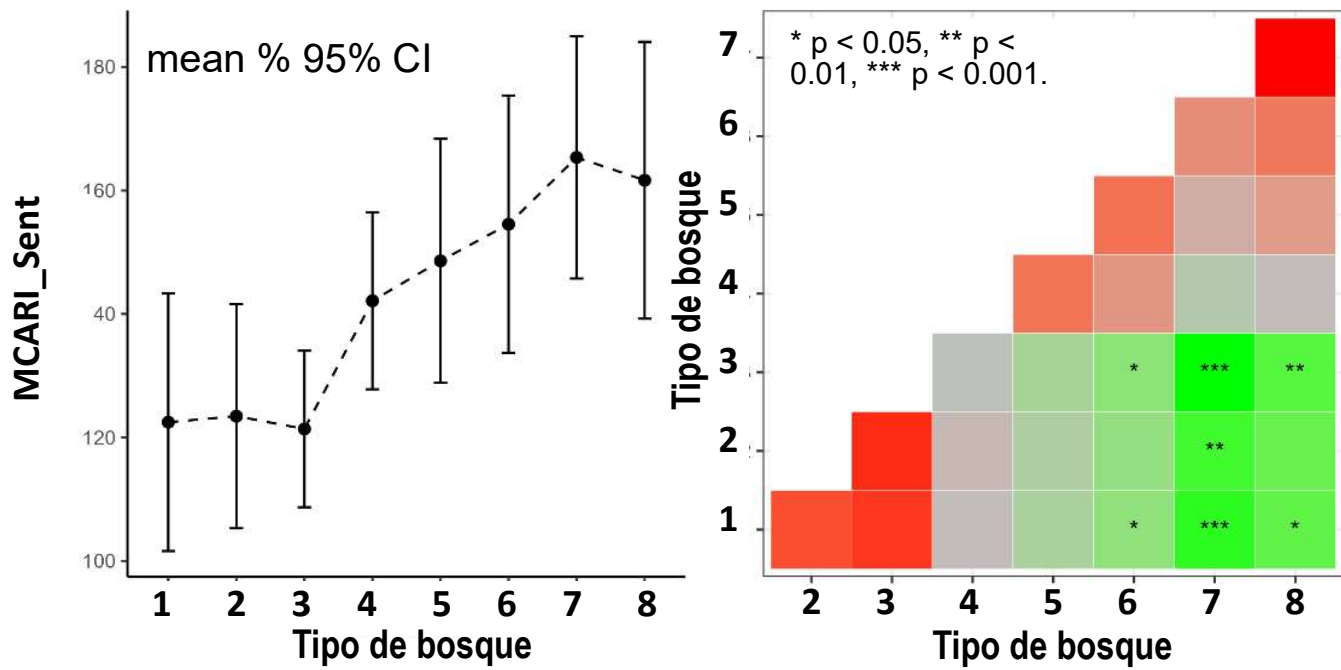 mean % 95% CI
MCARI_Sent
180
160
40
120
100
1 2 3 4 5 6 7 8
Tipo de bosque
* p < 0.05, ** p <
0.01, *** p < 0.001.
Tipo de bosque
7
6
5
4
3
2
1
* *** **
**
* *** *
2 3 4 5 6 7 8
Tipo de bosque